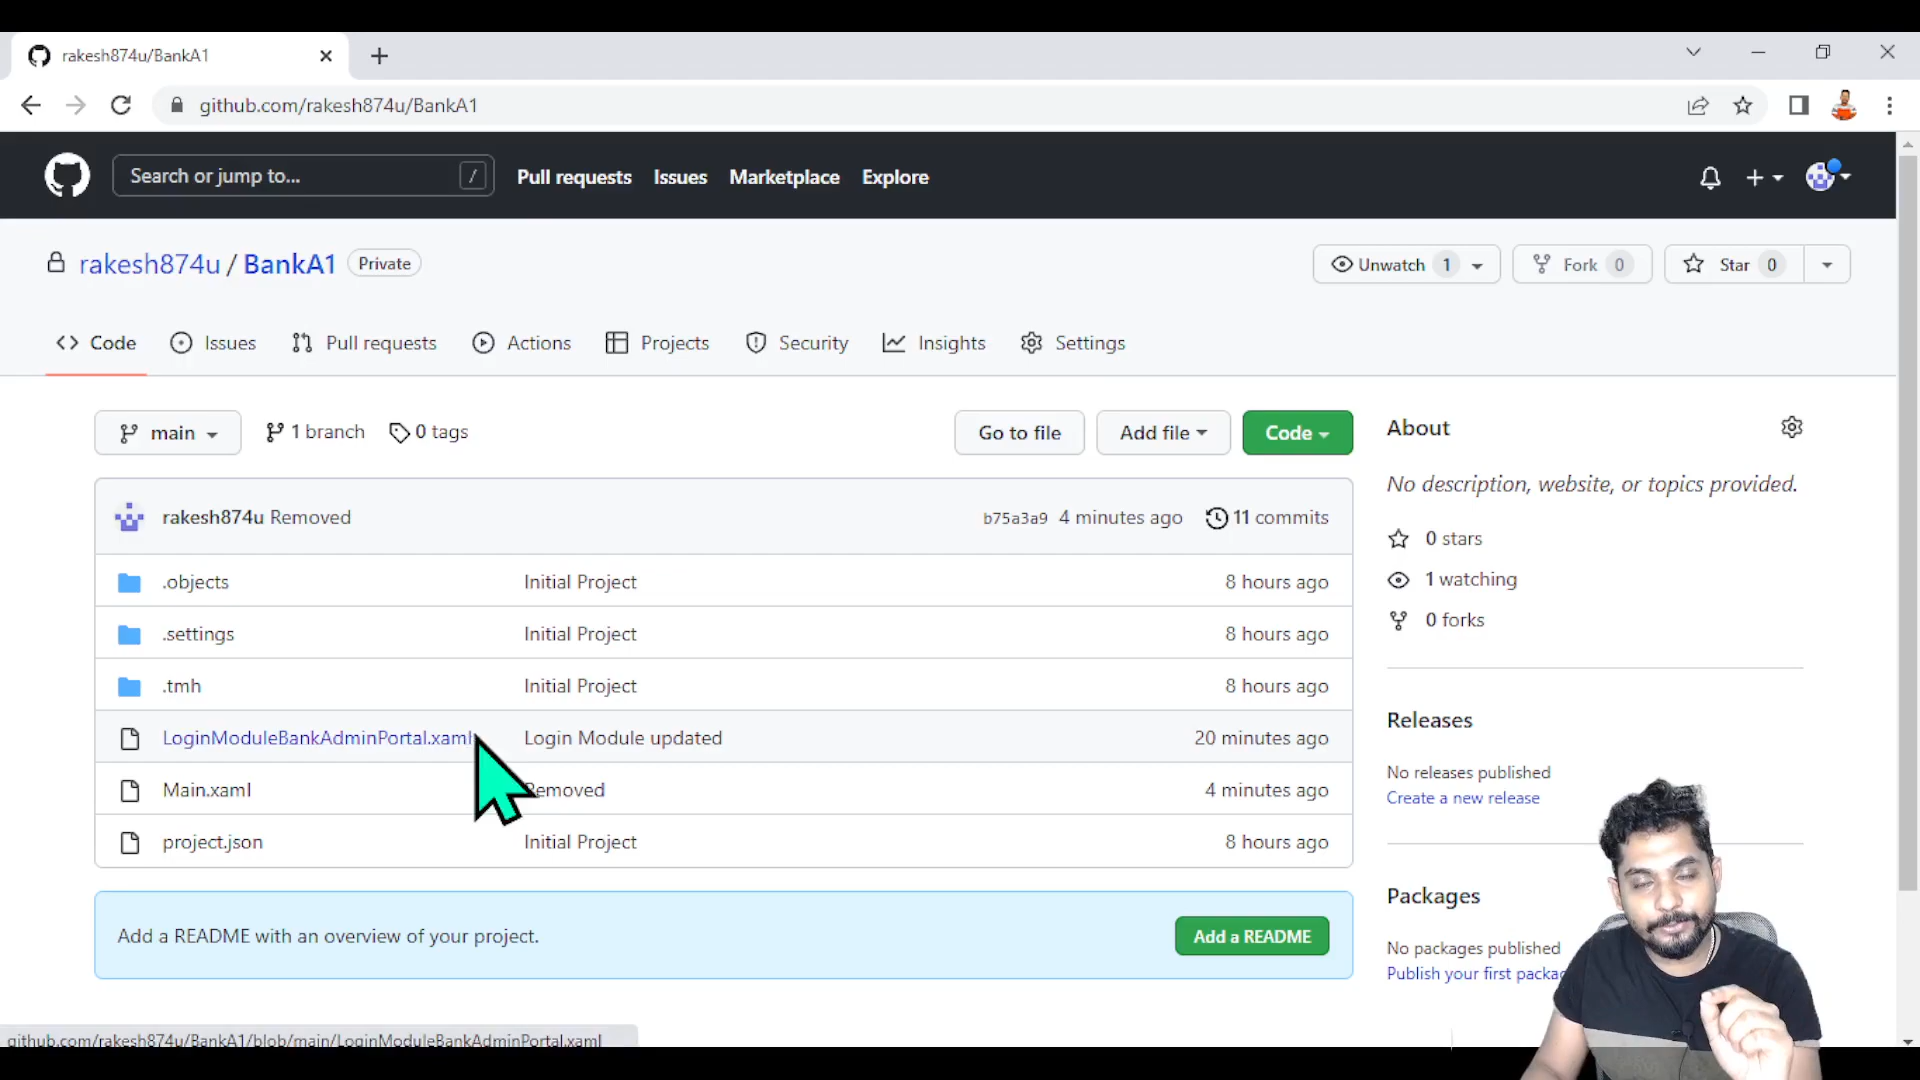 rakesh874u/BankA1
github.com/rakesh874u/BankA1
Search or jump to... /
Pull requests Issues Marketplace Explore
rakesh874u / BankA1 Private
Unwatch 1 Fork 0 Star 0
Code Issues Pull requests Actions Projects Security Insights Settings
main 1 branch 0 tags Go to file Add file Code
rakesh874u Removed b75a3a9 4 minutes ago 11 commits
.objects Initial Project 8 hours ago
.settings Initial Project 8 hours ago
.tmh Initial Project 8 hours ago
LoginModuleBankAdminPortal.xaml Login Module updated 20 minutes ago
Main.xaml Removed 4 minutes ago
project.json Initial Project 8 hours ago
Add a README with an overview of your project. Add a README
About
No description, website, or topics provided.
0 stars
1 watching
0 forks
Releases
No releases published
Create a new release
Packages
No packages published
Publish your first
github.com/rakesh874u/BankA1/blob/main/LoginModuleBankAdminPortal.xaml